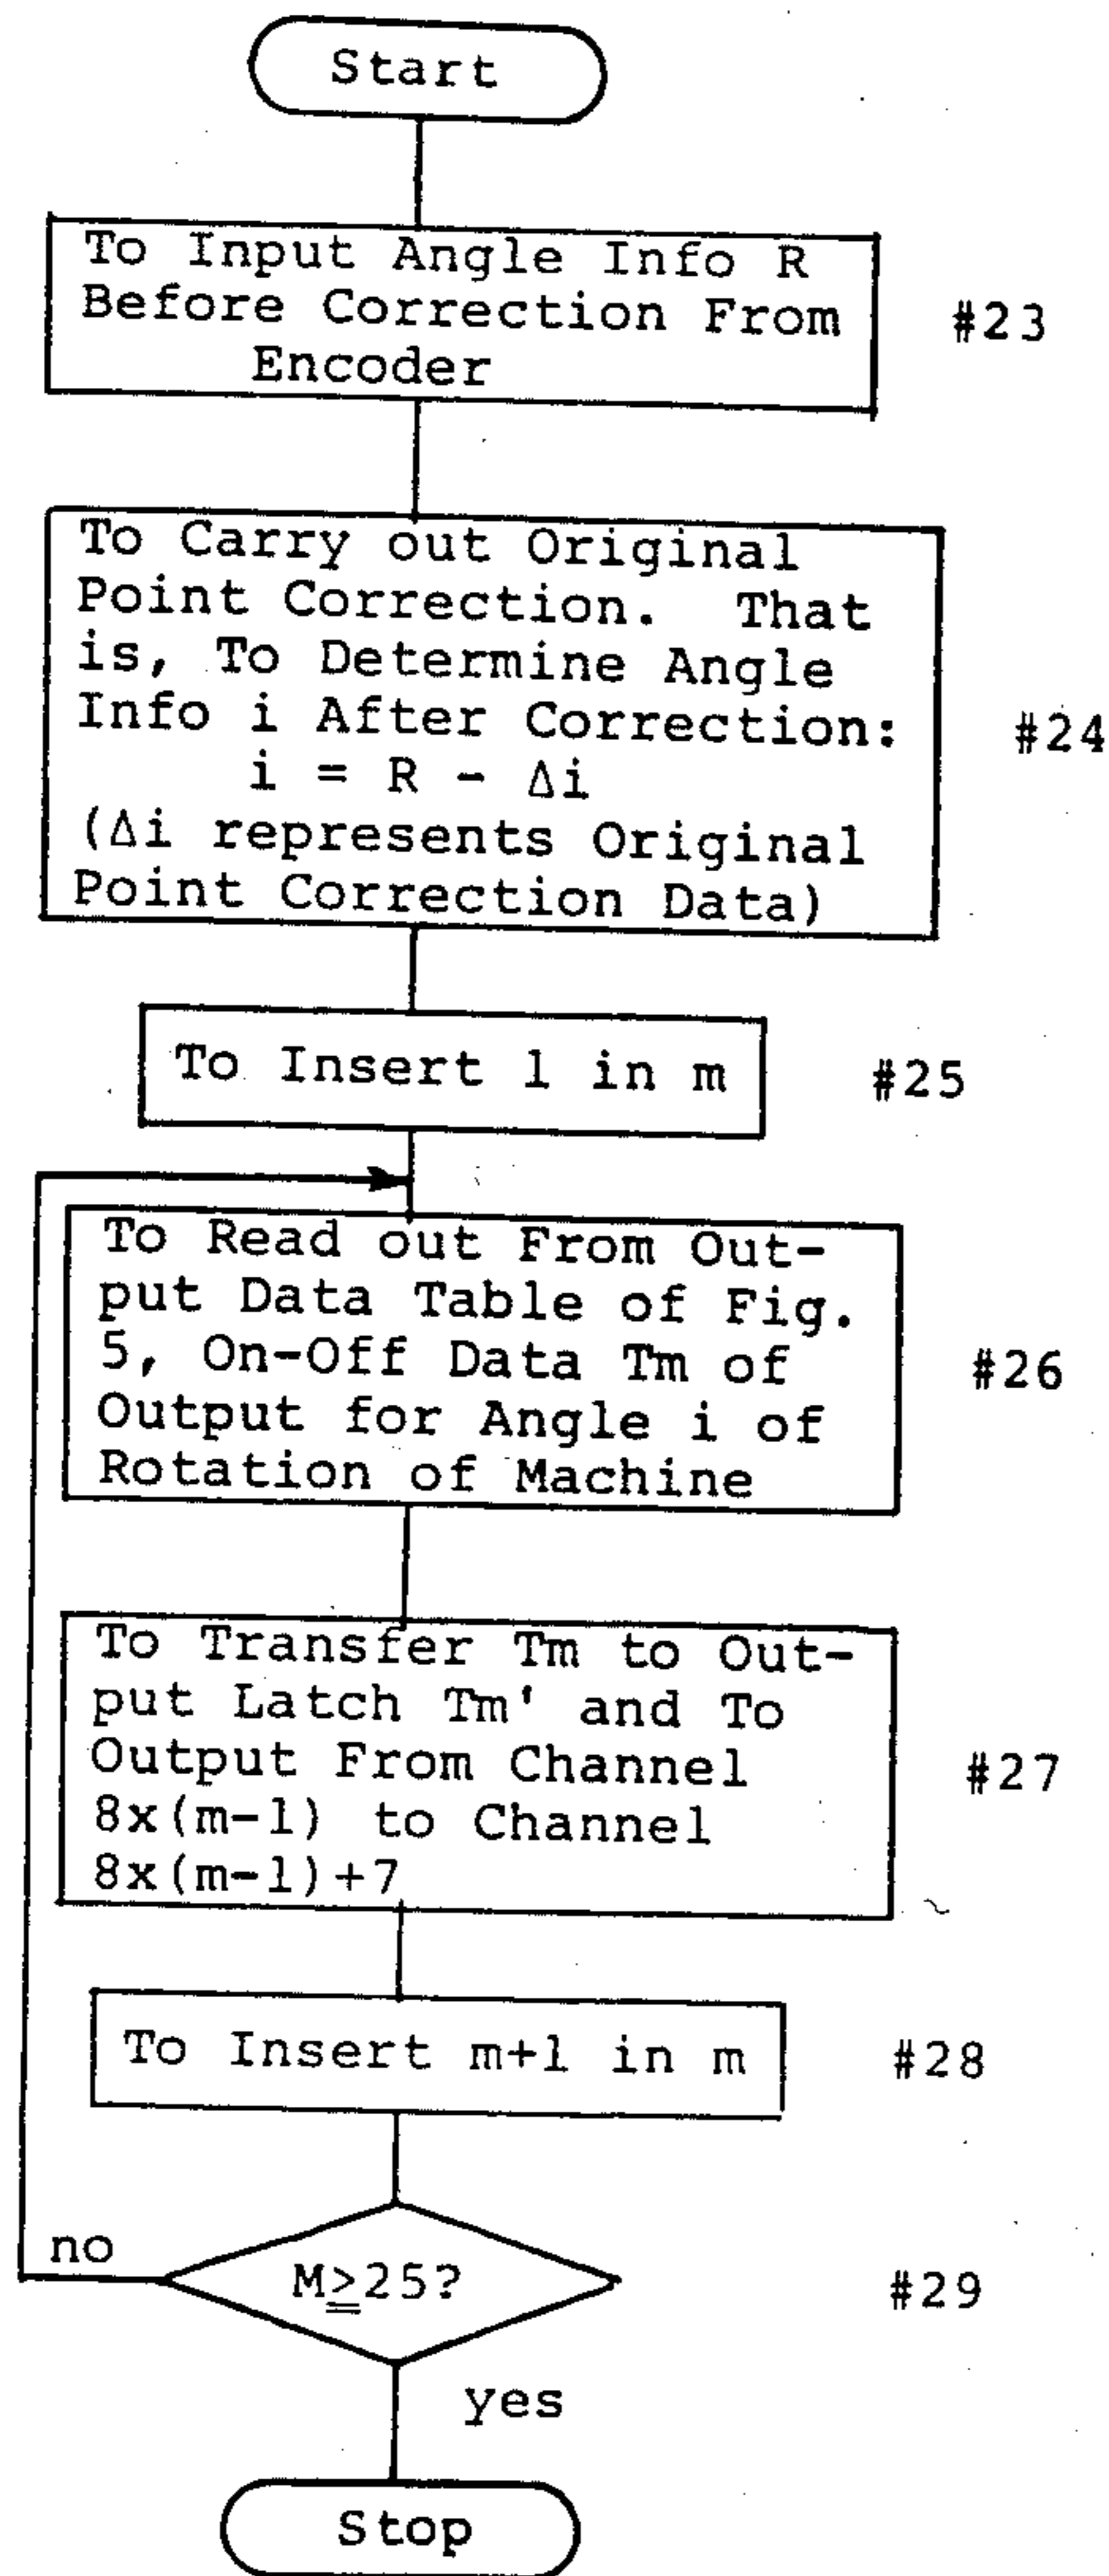 Start
To Input Angle Info R
Before Correction From
Encoder
#23
To Carry out Original
Point Correction. That
is, To Determine Angle
Info i After Correction:
i = R - Δi
(Δi represents Original
Point Correction Data)
#24
To Insert 1 in m
#25
To Read out From Out-
put Data Table of Fig.
5, On-Off Data Tm of
Output for Angle i of
Rotation of Machine
#26
To Transfer Tm to Out-
put Latch Tm' and To
Output From Channel
8x(m-1) to Channel
8x(m-1)+7
#27
To Insert m+1 in m
#28
no
M≧25?
#29
yes
Stop